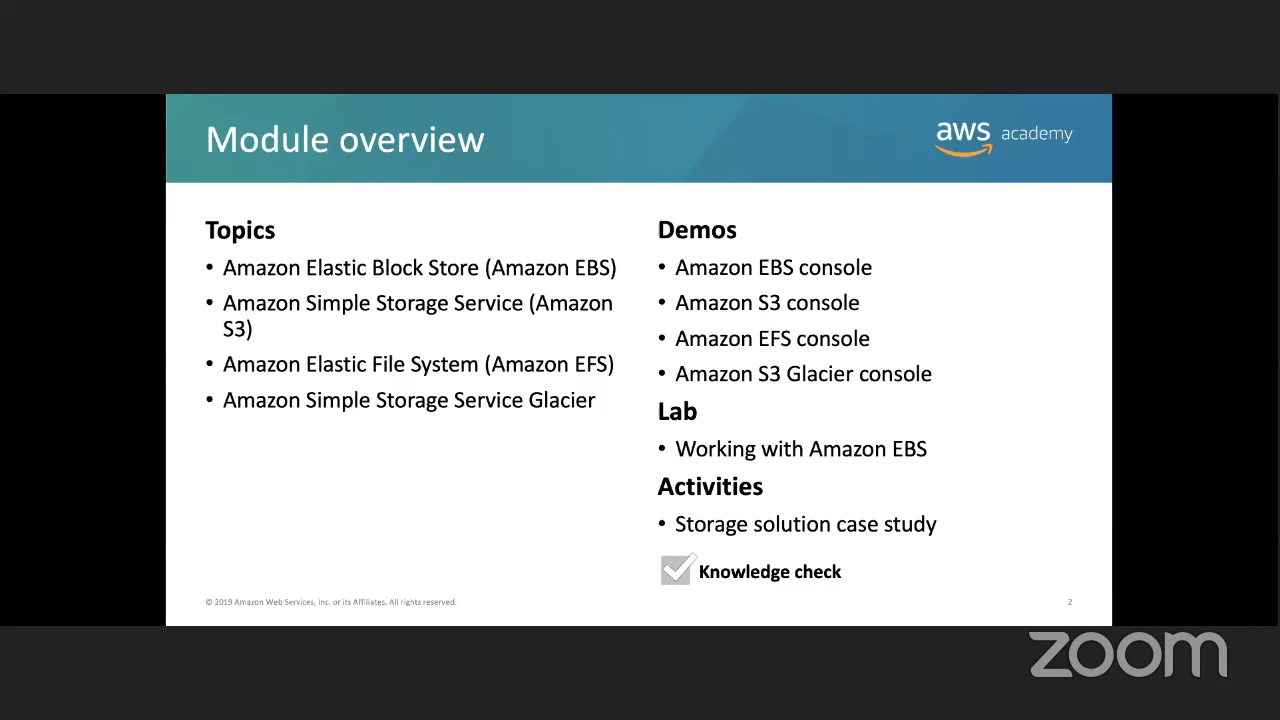 Module overview
aws academy
Topics
• Amazon Elastic Block Store (Amazon EBS)
• Amazon Simple Storage Service (Amazon
S3)
• Amazon Elastic File System (Amazon EFS)
• Amazon Simple Storage Service Glacier
Demos
• Amazon EBS console
• Amazon S3 console
• Amazon EFS console
• Amazon S3 Glacier console
Lab
• Working with Amazon EBS
Activities
• Storage solution case study
Knowledge check
© 2019 Amazon Web Services, Inc. or its Affiliates. All rights reserved.
2
zoom